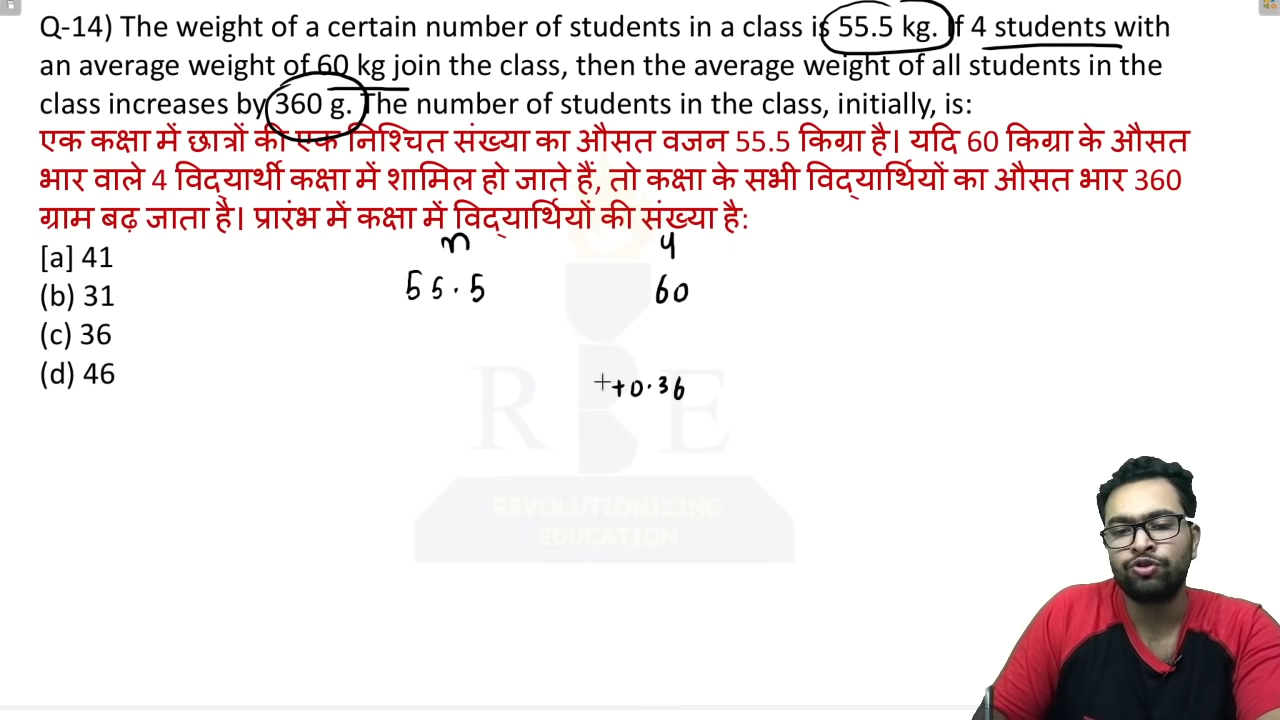 Q-14) The weight of a certain number of students in a class is 55.5 kg. If 4 students with
an average weight of 60 kg join the class, then the average weight of all students in the
class increases by 360 g. The number of students in the class, initially, is:
एक कक्षा में छात्रों की एक निश्चित संख्या का औसत वजन 55.5 किग्रा है। यदि 60 किग्रा के औसत
भार वाले 4 विद्यार्थी कक्षा में शामिल हो जाते हैं, तो कक्षा के सभी विद्यार्थियों का औसत भार 360
ग्राम बढ़ जाता है। प्रारंभ में कक्षा में विद्यार्थियों की संख्या है:
[a] 41
(b) 31
(c) 36
(d) 46
n 4
55.5 60
+0.36
R B E
REVOLUTIONIZING
EDUCATION